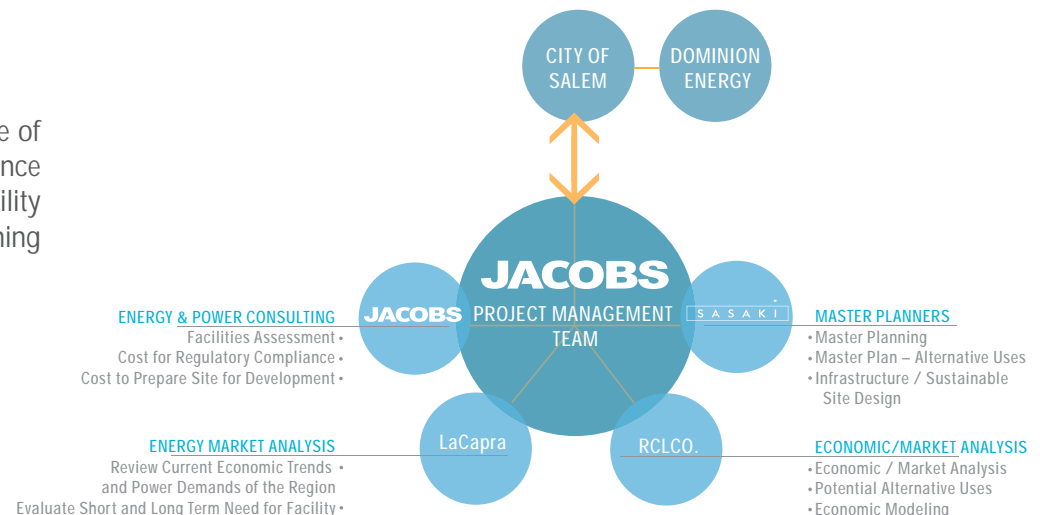 CITY OF
SALEM
DOMINION
ENERGY
e of
nce
ility
ning
JACOBS
PROJECT MANAGEMENT
TEAM
JACOBS
ENERGY & POWER CONSULTING
Facilities Assessment •
Cost for Regulatory Compliance •
Cost to Prepare Site for Development •
SASAKI
MASTER PLANNERS
• Master Planning
• Master Plan – Alternative Uses
• Infrastructure / Sustainable
Site Design
LaCapra
ENERGY MARKET ANALYSIS
Review Current Economic Trends •
and Power Demands of the Region
Evaluate Short and Long Term Need for Facility •
RCLCO.
ECONOMIC/MARKET ANALYSIS
• Economic / Market Analysis
• Potential Alternative Uses
• Economic Modeling